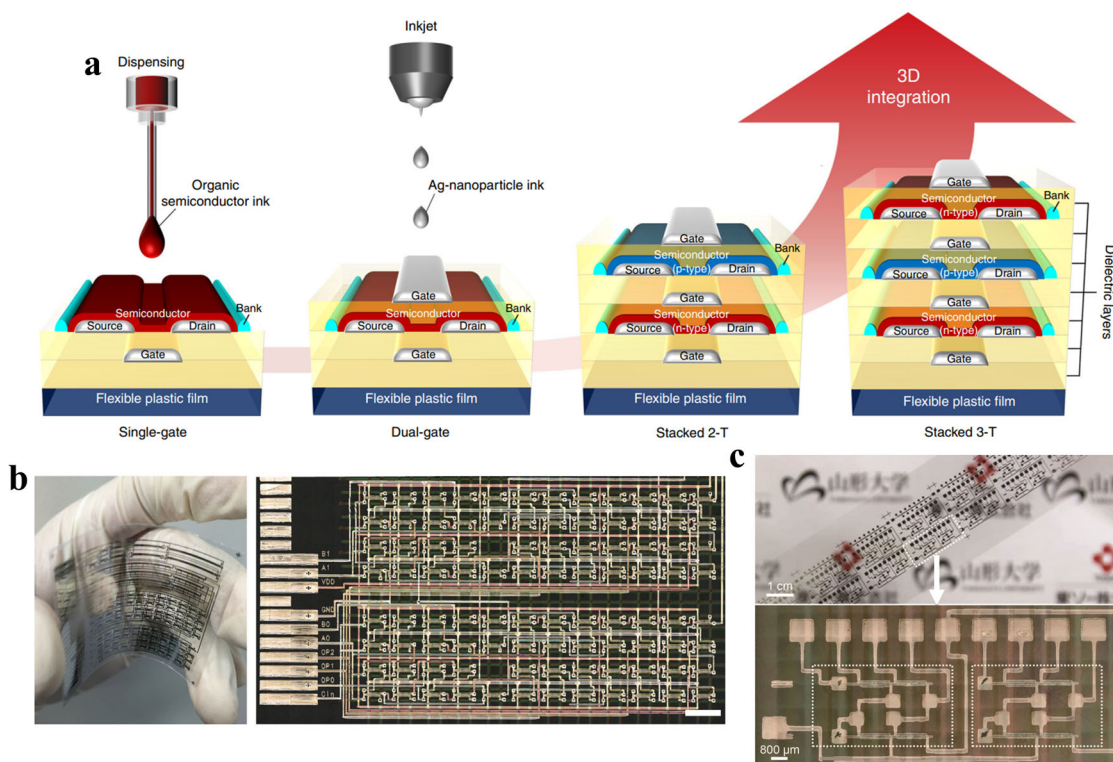 a
Dispensing
Organic
semiconductor ink
Semiconductor
Bank
Source
Drain
Gate
Flexible plastic film
Single-gate
Inkjet
Ag-nanoparticle ink
Gate
Semiconductor
Bank
Source
Drain
Gate
Flexible plastic film
Dual-gate
Gate
Semiconductor
Bank
Source
(p-type)
Drain
Gate
Semiconductor
Source
(n-type)
Drain
Gate
Flexible plastic film
Stacked 2-T
3D
integration
Gate
Semiconductor
Bank
Source
(n-type)
Drain
Gate
Semiconductor
Source
(p-type)
Drain
Gate
Semiconductor
Source
(n-type)
Drain
Gate
Flexible plastic film
Stacked 3-T
Dielectric layers
b
B1
A1
VDD
GND
B0
A0
OP2
OP1
OP0
Cin
c
山形大学
山形大学
1 cm
800 µm